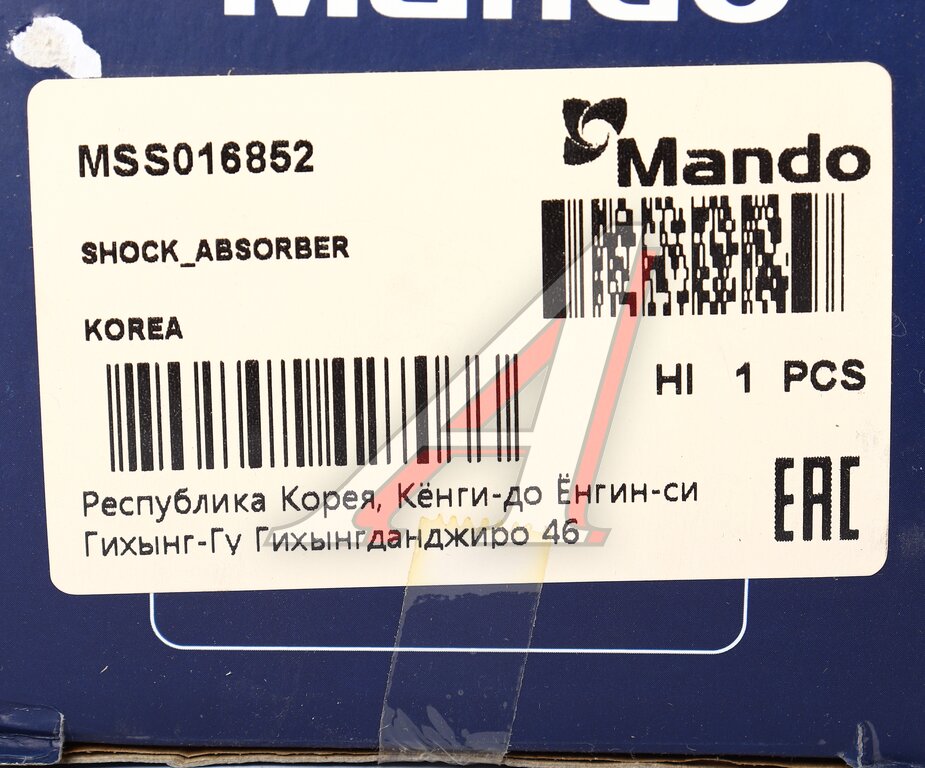 Mando
MSS016852
Mando
SHOCK_ABSORBER
KOREA
HI 1 PCS
Республика Корея, Кёнги-до Ёнгин-си
Гихынг-Гу Гихынгданджиро 46
EAC